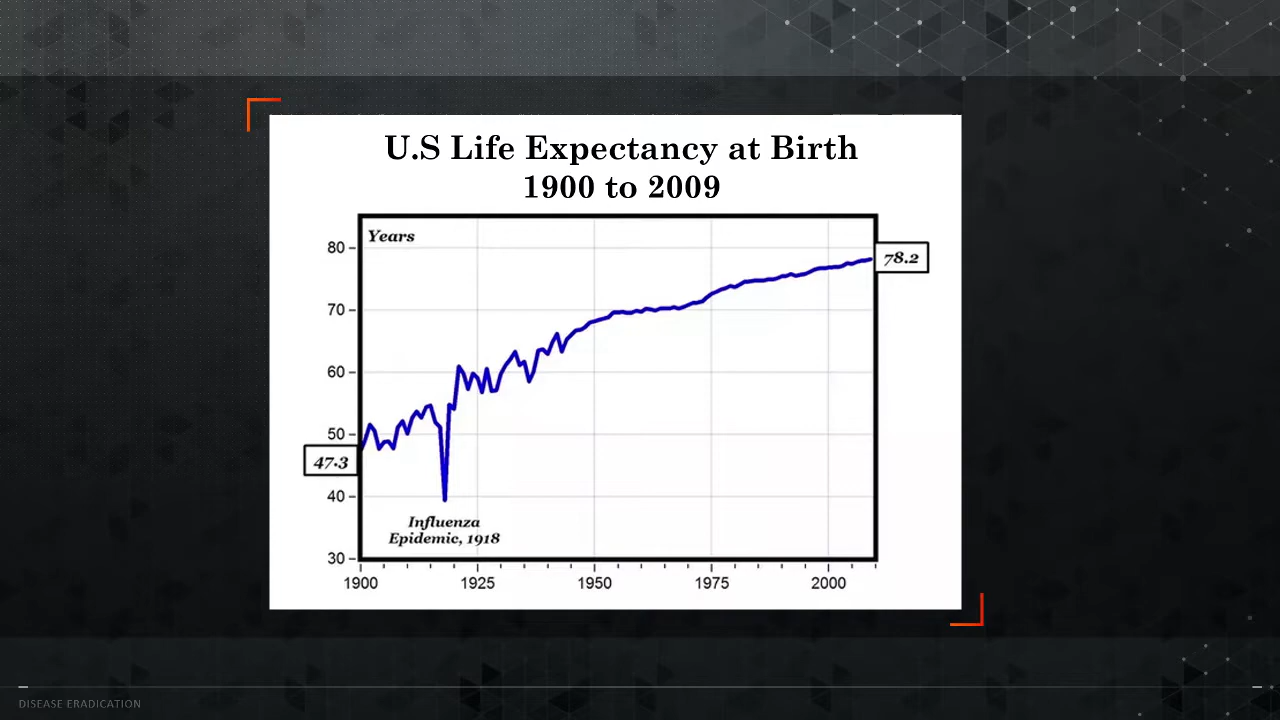 U.S Life Expectancy at Birth
1900 to 2009
Years
80
78.2
70
60
50
47.3
40
Influenza
Epidemic, 1918
30
1900 1925 1950 1975 2000
DISEASE ERADICATION